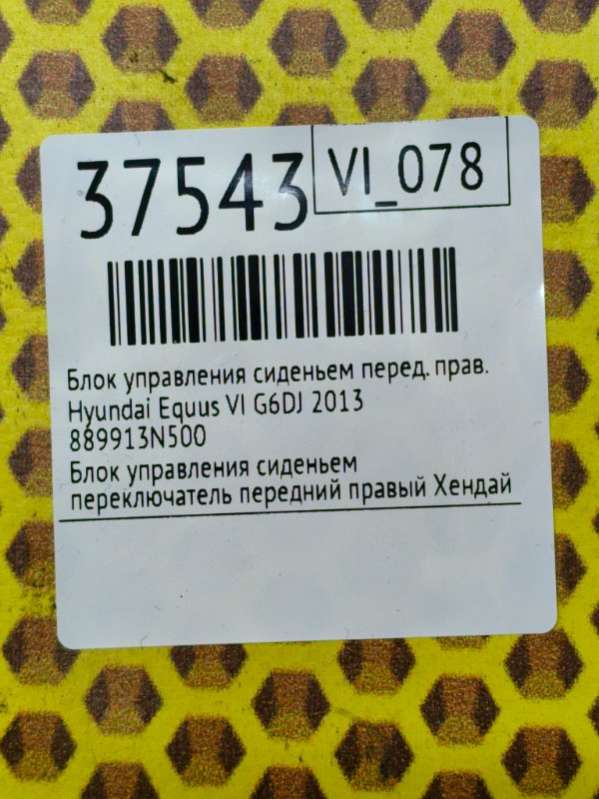 37543
VI_078
Блок управления сиденьем перед. прав.
Hyundai Equus VI G6DJ 2013
889913N500
Блок управления сиденьем
переключатель передний правый Хендай